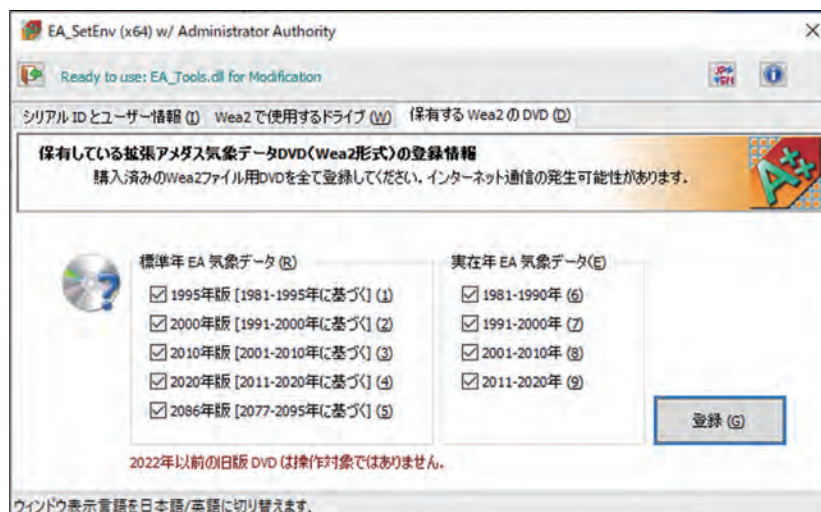 EA_SetEnv (x64) w/ Administrator Authority
Ready to use: EA_Tools.dll for Modification
JP EN
シリアル IDとユーザー情報 (I) Wea2で使用するドライブ (W) 保有する Wea2 の DVD (D)
保有している拡張アメダス気象データDVD(Wea2形式)の登録情報
購入済みのWea2ファイル用DVDを全て登録してください. インターネット通信の発生可能性があります.
A++
標準年 EA 気象データ (R)
1995年版 [1981-1995年に基づく] (1)
2000年版 [1991-2000年に基づく] (2)
2010年版 [2001-2010年に基づく] (3)
2020年版 [2011-2020年に基づく] (4)
2086年版 [2077-2095年に基づく] (5)
実在年 EA 気象データ(E)
1981-1990年 (6)
1991-2000年 (7)
2001-2010年 (8)
2011-2020年 (9)
登録 (G)
2022年以前の旧版 DVD は操作対象ではありません.
ウィンドウ表示言語を日本語/英語に切り替えます.